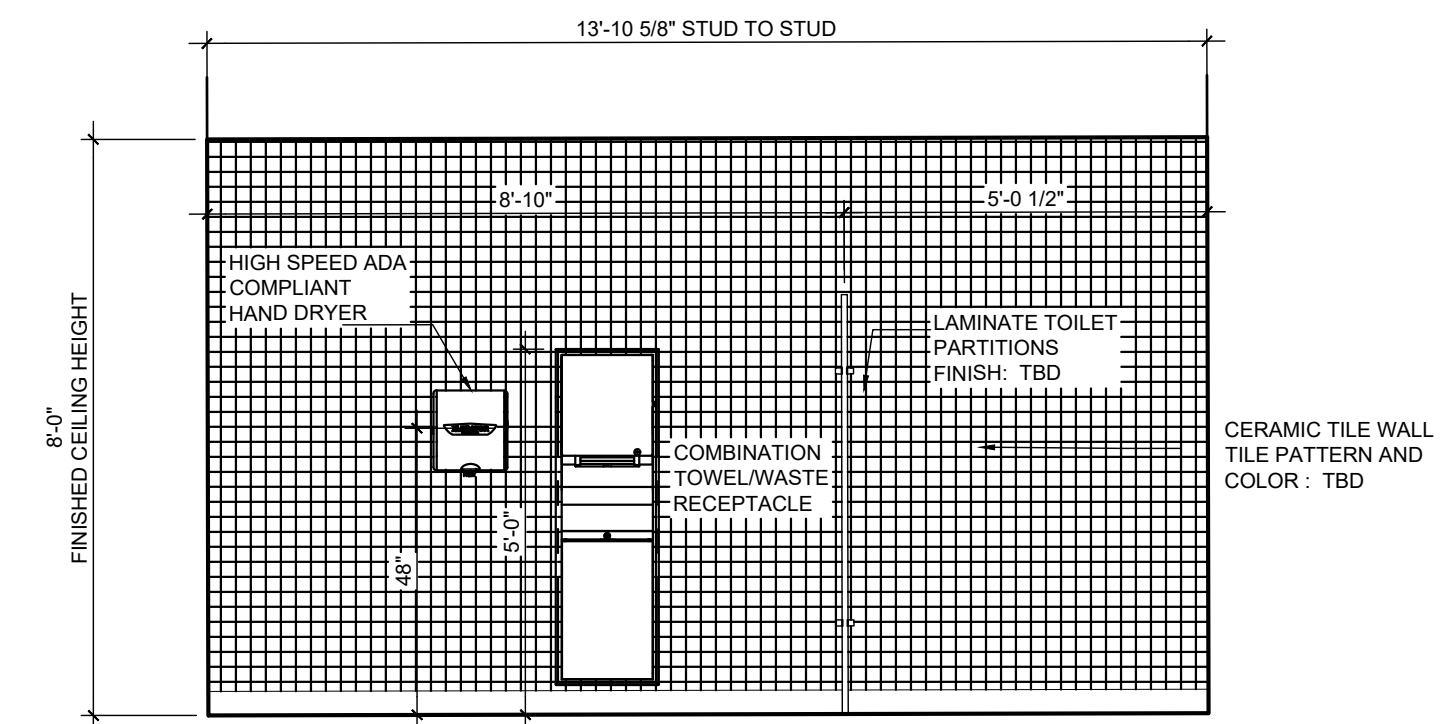 13'-10 5/8" STUD TO STUD
8'-10"
5'-0 1/2"
HIGH SPEED ADA
COMPLIANT
HAND DRYER
LAMINATE TOILET
PARTITIONS
FINISH: TBD
8'-0"
FINISHED CEILING HEIGHT
COMBINATION
TOWEL/WASTE
RECEPTACLE
CERAMIC TILE WALL
TILE PATTERN AND
COLOR : TBD
5'-0"
48"